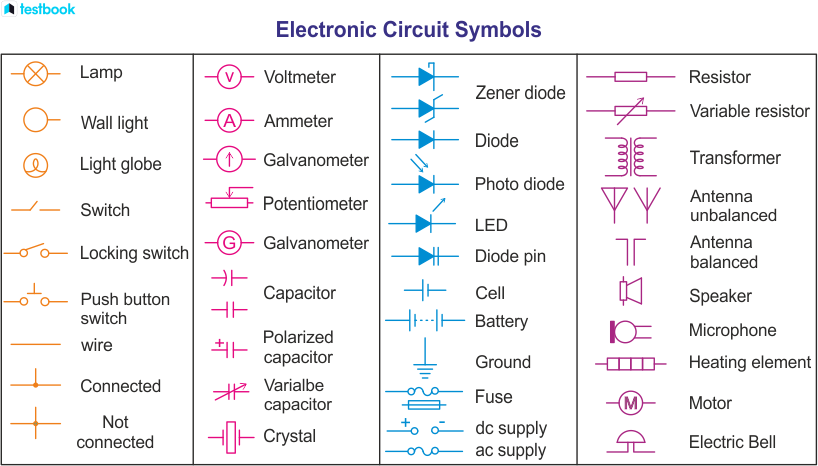 testbook
Electronic Circuit Symbols
Lamp
Wall light
Light globe
Switch
Locking switch
Push button
switch
wire
Connected
Not
connected
V
Voltmeter
A
Ammeter
Galvanometer
Potentiometer
G
Galvanometer
Capacitor
+
Polarized
capacitor
Varialbe
capacitor
Crystal
Zener diode
Diode
Photo diode
LED
Diode pin
Cell
Battery
Ground
Fuse
+ - dc supply
ac supply
Resistor
Variable resistor
Transformer
Antenna
unbalanced
Antenna
balanced
Speaker
Microphone
Heating element
M
Motor
Electric Bell